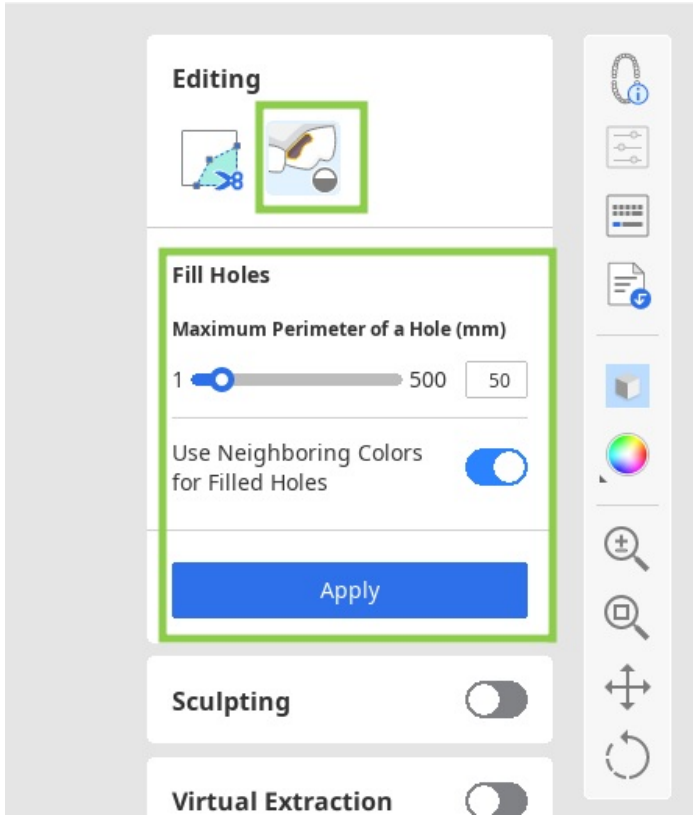 Editing
Fill Holes
Maximum Perimeter of a Hole (mm)
1 500 50
Use Neighboring Colors
for Filled Holes
Apply
Sculpting
Virtual Extraction